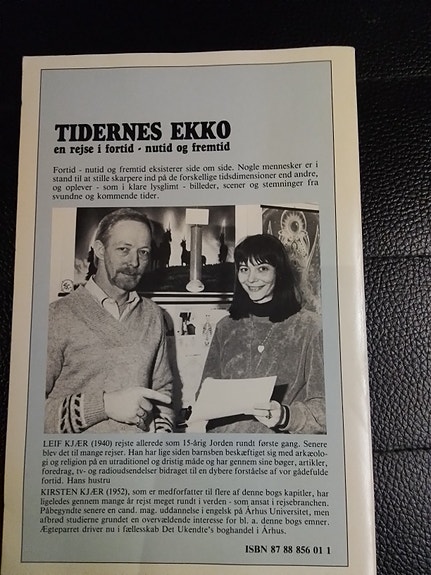 TIDERNES EKKO
en rejse i fortid - nutid og fremtid
Fortid - nutid og fremtid eksisterer side om side. Nogle mennesker er i
stand til at stille skarpere ind på de forskellige tidsdimensioner end andre,
og oplever - som i klare lysglimt - billeder, scener og stemninger fra
svundne og kommende tider.
LEIF KJÆR (1940) rejste allerede som 15-årig Jorden rundt første gang. Senere
blev det til mange rejser. Han har lige siden barnsben beskæftiget sig med arkæolo-
gi og religion på en utraditionel og dristig måde og har gennem sine bøger, artikler,
foredrag, tv- og radioudsendelser bidraget til en dybere forståelse af vor gådefulde
fortid. Hans hustru
KIRSTEN KJÆR (1952), som er medforfatter til flere af denne bogs kapitler, har
ligeledes gennem mange år rejst meget rundt i verden - som ansat i rejsebranchen.
Påbegyndte senere en cand. mag. uddannelse i engelsk på Århus Universitet, men
afbrød studierne grundet en overvældende interesse for bl. a. denne bogs emner.
Ægteparret driver nu i fællesskab Det Ukendte's boghandel i Århus.
ISBN 87 88 856 01 1